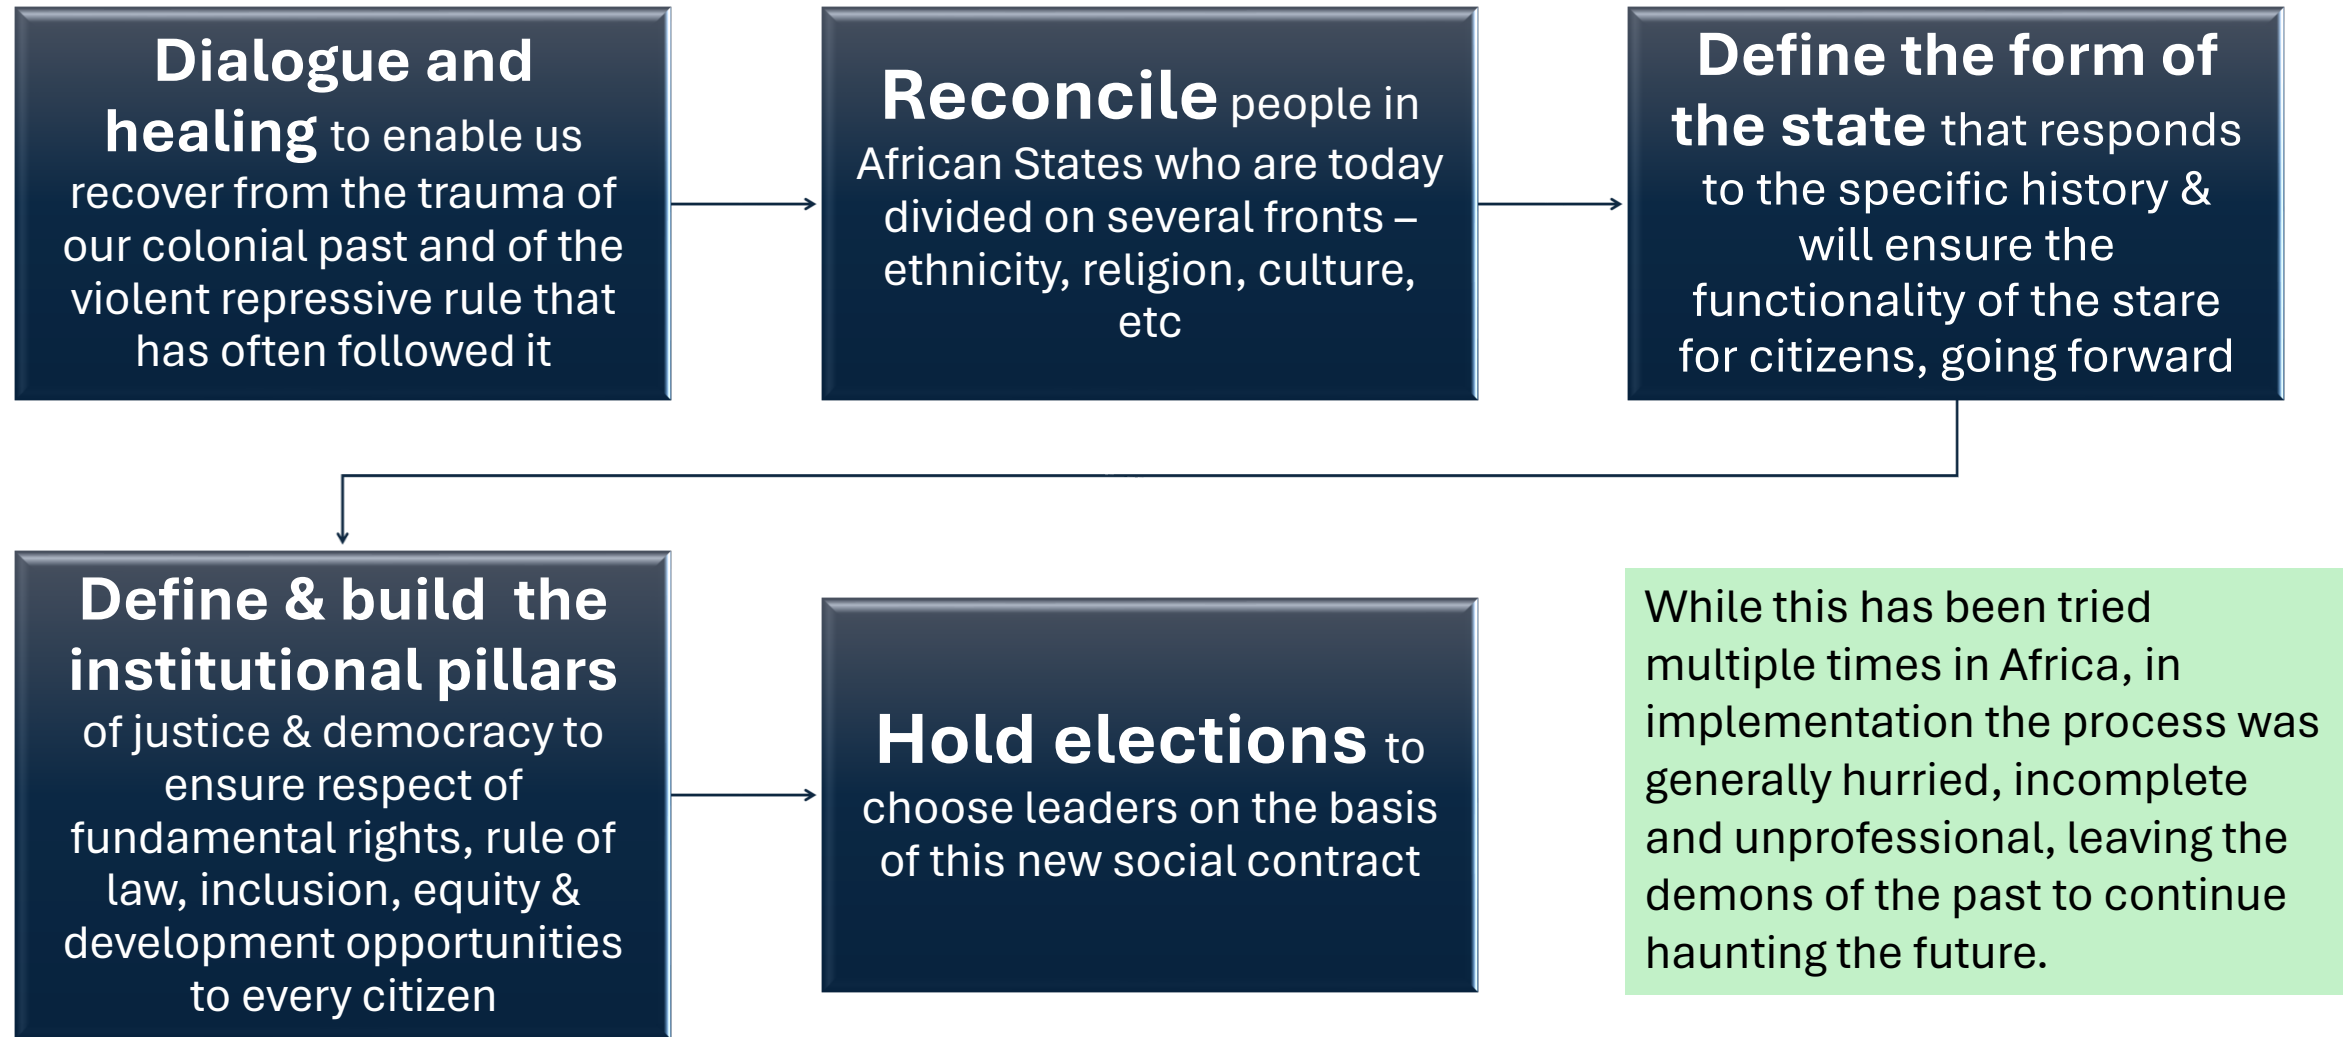 Dialogue and
healing to enable us
recover from the trauma of
our colonial past and of the
violent repressive rule that
has often followed it
Reconcile people in
African States who are today
divided on several fronts –
ethnicity, religion, culture,
etc
Define the form of
the state that responds
to the specific history &
will ensure the
functionality of the stare
for citizens, going forward
Define & build  the
institutional pillars
of justice & democracy to
ensure respect of
fundamental rights, rule of
law, inclusion, equity &
development opportunities
to every citizen
Hold elections to
choose leaders on the basis
of this new social contract
While this has been tried
multiple times in Africa, in
implementation the process was
generally hurried, incomplete
and unprofessional, leaving the
demons of the past to continue
haunting the future.